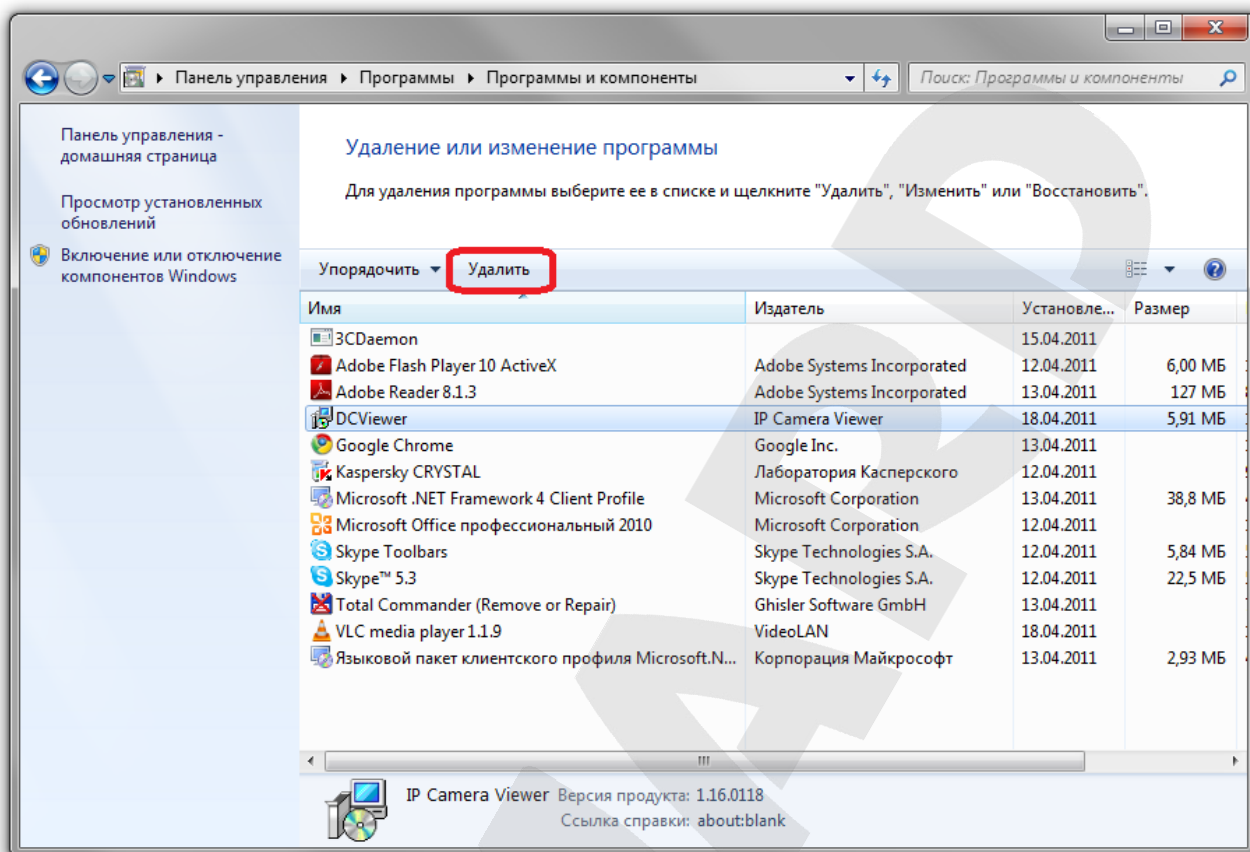 Панель управления ▸ Программы ▸ Программы и компоненты
Поиск: Программы и компоненты
Панель управления -
домашняя страница
Просмотр установленных
обновлений
Включение или отключение
компонентов Windows
Удаление или изменение программы
Для удаления программы выберите ее в списке и щелкните "Удалить", "Изменить" или "Восстановить".
Упорядочить Удалить
Имя Издатель Установле... Размер
3CDaemon 15.04.2011
Adobe Flash Player 10 ActiveX Adobe Systems Incorporated 12.04.2011 6,00 МБ
Adobe Reader 8.1.3 Adobe Systems Incorporated 13.04.2011 127 МБ
DCViewer IP Camera Viewer 18.04.2011 5,91 МБ
Google Chrome Google Inc. 13.04.2011
Kaspersky CRYSTAL Лаборатория Касперского 12.04.2011
Microsoft .NET Framework 4 Client Profile Microsoft Corporation 13.04.2011 38,8 МБ
Microsoft Office профессиональный 2010 Microsoft Corporation 12.04.2011
Skype Toolbars Skype Technologies S.A. 12.04.2011 5,84 МБ
Skype™ 5.3 Skype Technologies S.A. 12.04.2011 22,5 МБ
Total Commander (Remove or Repair) Ghisler Software GmbH 13.04.2011
VLC media player 1.1.9 VideoLAN 18.04.2011
Языковой пакет клиентского профиля Microsoft.N... Корпорация Майкрософт 13.04.2011 2,93 МБ
IP Camera Viewer Версия продукта: 1.16.0118
Ссылка справки: about:blank